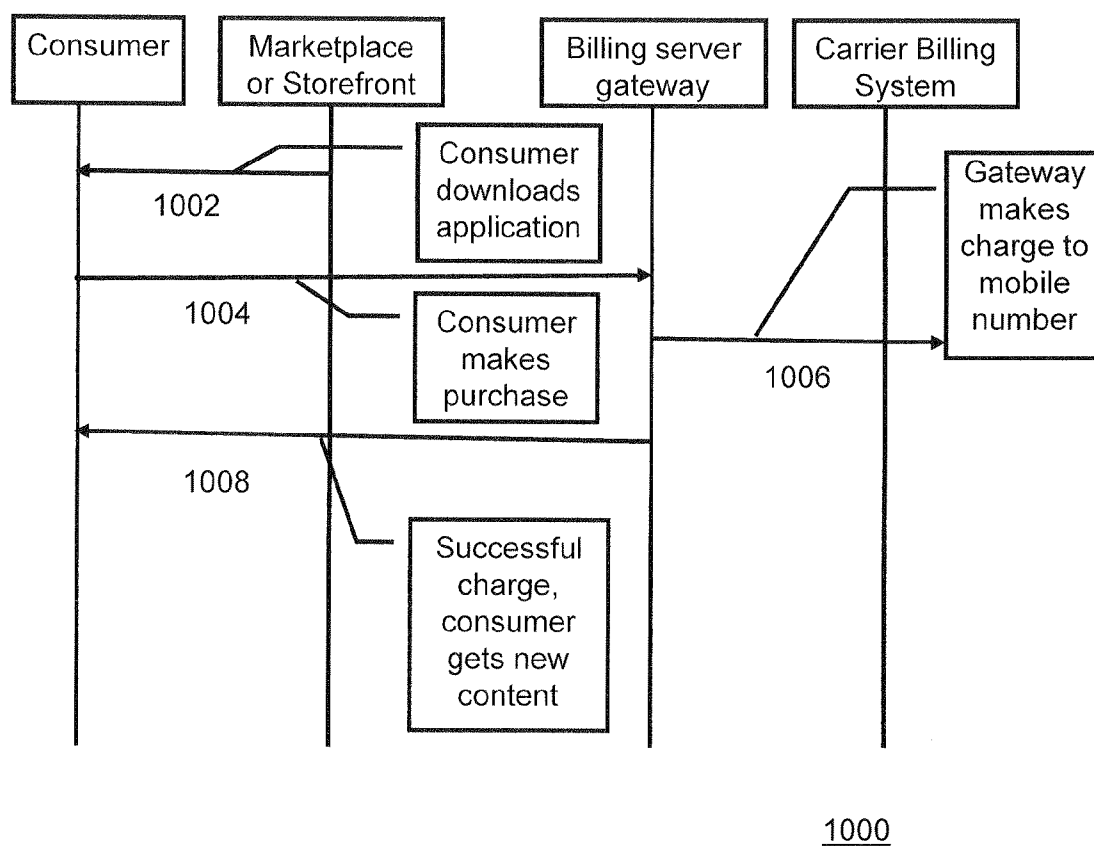 Consumer
Marketplace
or Storefront
Billing server
gateway
Carrier Billing
System
Consumer
downloads
application
1002
Gateway
makes
charge to
mobile
number
1004
Consumer
makes
purchase
1006
1008
Successful
charge,
consumer
gets new
content
1000